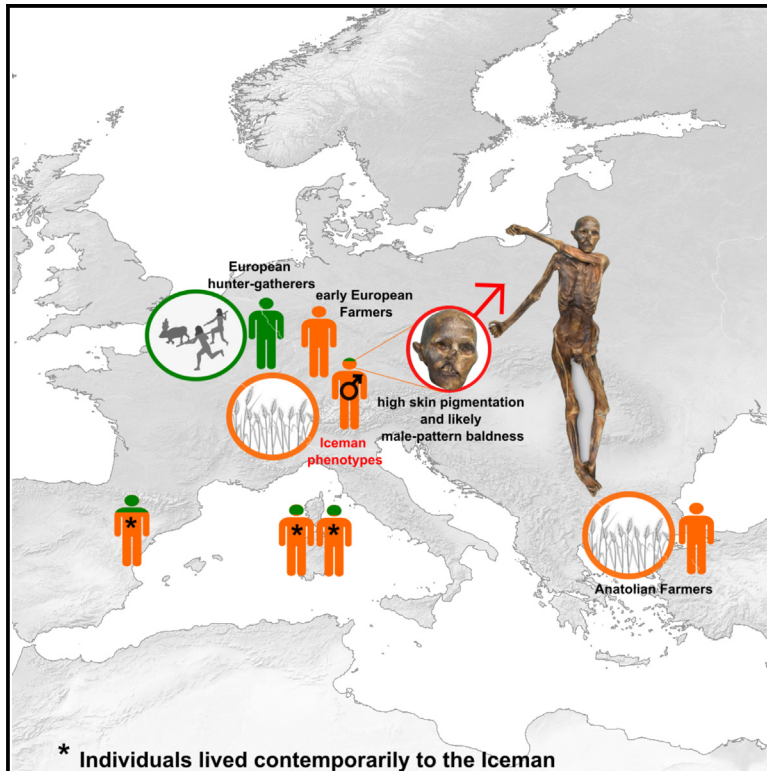 European
hunter-gatherers
early European
Farmers
high skin pigmentation
and likely
male-pattern baldness
Iceman
phenotypes
*
* *
Anatolian Farmers
* Individuals lived contemporarily to the Iceman